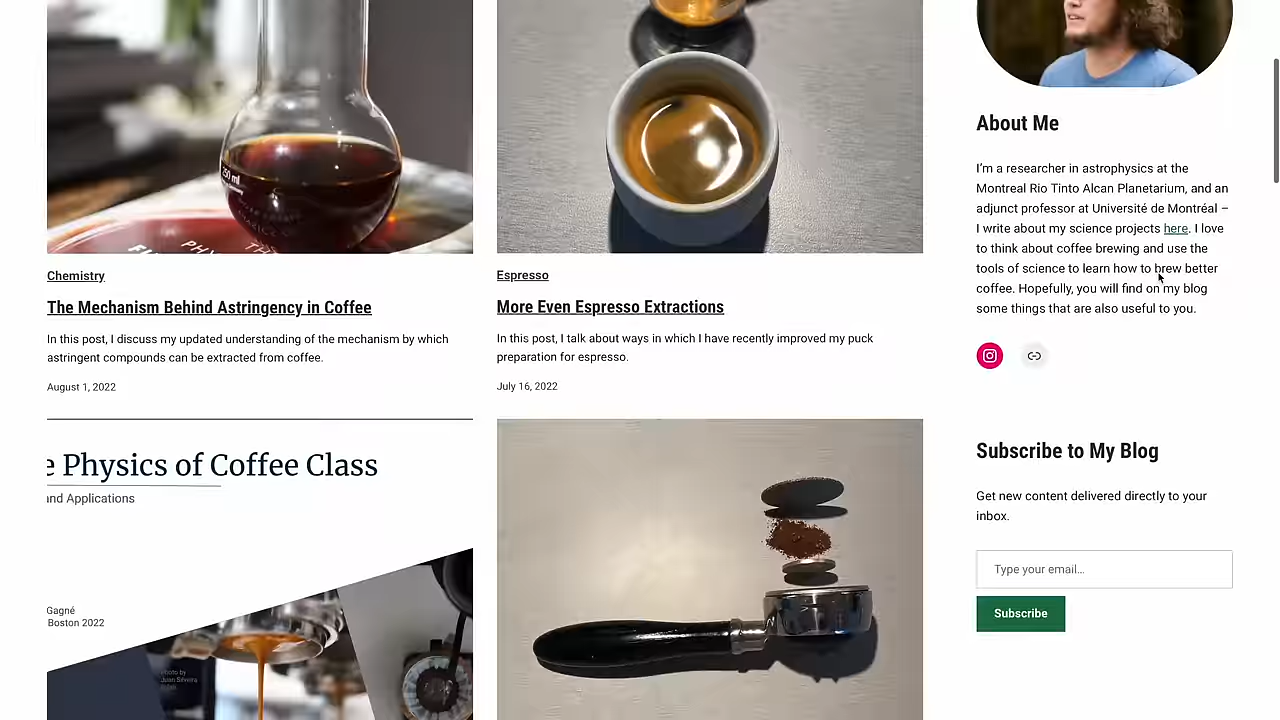 250 ml
Chemistry
The Mechanism Behind Astringency in Coffee
In this post, I discuss my updated understanding of the mechanism by which
astringent compounds can be extracted from coffee.
August 1, 2022
Espresso
More Even Espresso Extractions
In this post, I talk about ways in which I have recently improved my puck
preparation for espresso.
July 16, 2022
e Physics of Coffee Class
and Applications
Gagné
Boston 2022
Photo by
Juan Silveira
About Me
I'm a researcher in astrophysics at the
Montreal Rio Tinto Alcan Planetarium, and an
adjunct professor at Université de Montréal –
I write about my science projects here. I love
to think about coffee brewing and use the
tools of science to learn how to brew better
coffee. Hopefully, you will find on my blog
some things that are also useful to you.
Subscribe to My Blog
Get new content delivered directly to your
inbox.
Type your email…
Subscribe